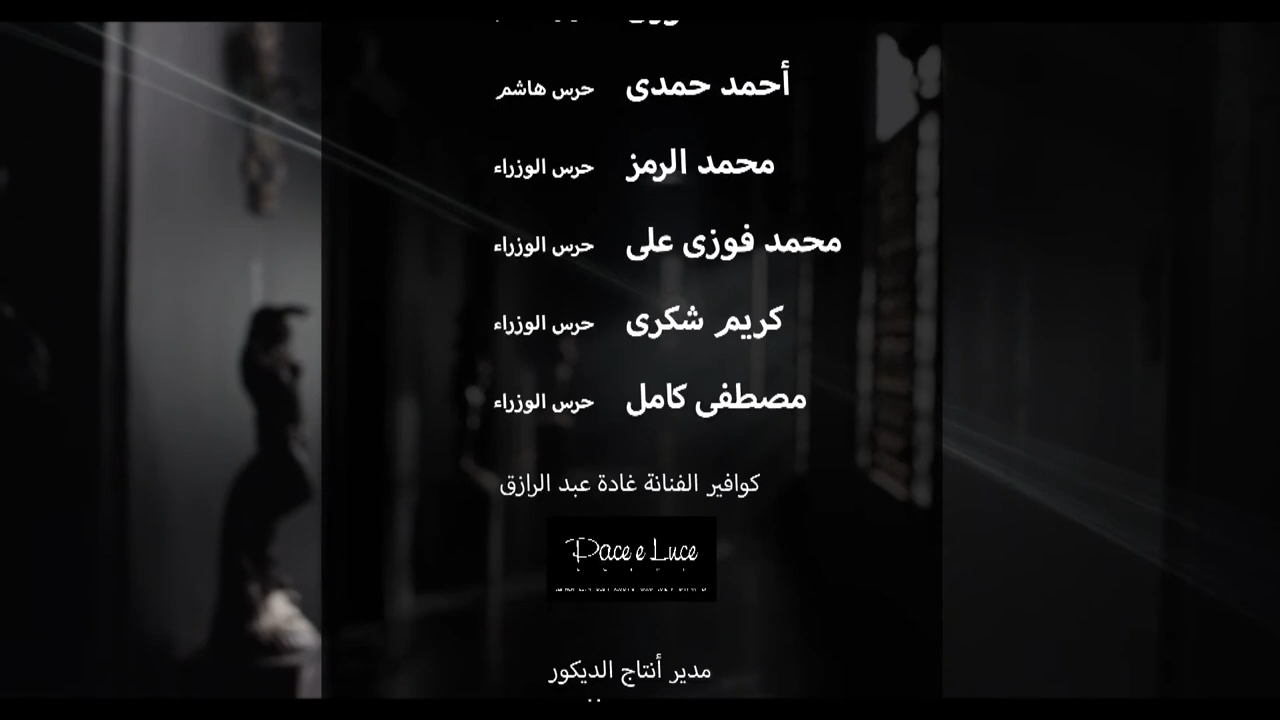 أحمد حمدى حرس هاشم
محمد الرمز حرس الوزراء
محمد فوزى على حرس الوزراء
كريم شكرى حرس الوزراء
مصطفى كامل حرس الوزراء
كوافير الفنانة غادة عبد الرازق
Pace e Luce
مدير أنتاج الديكور